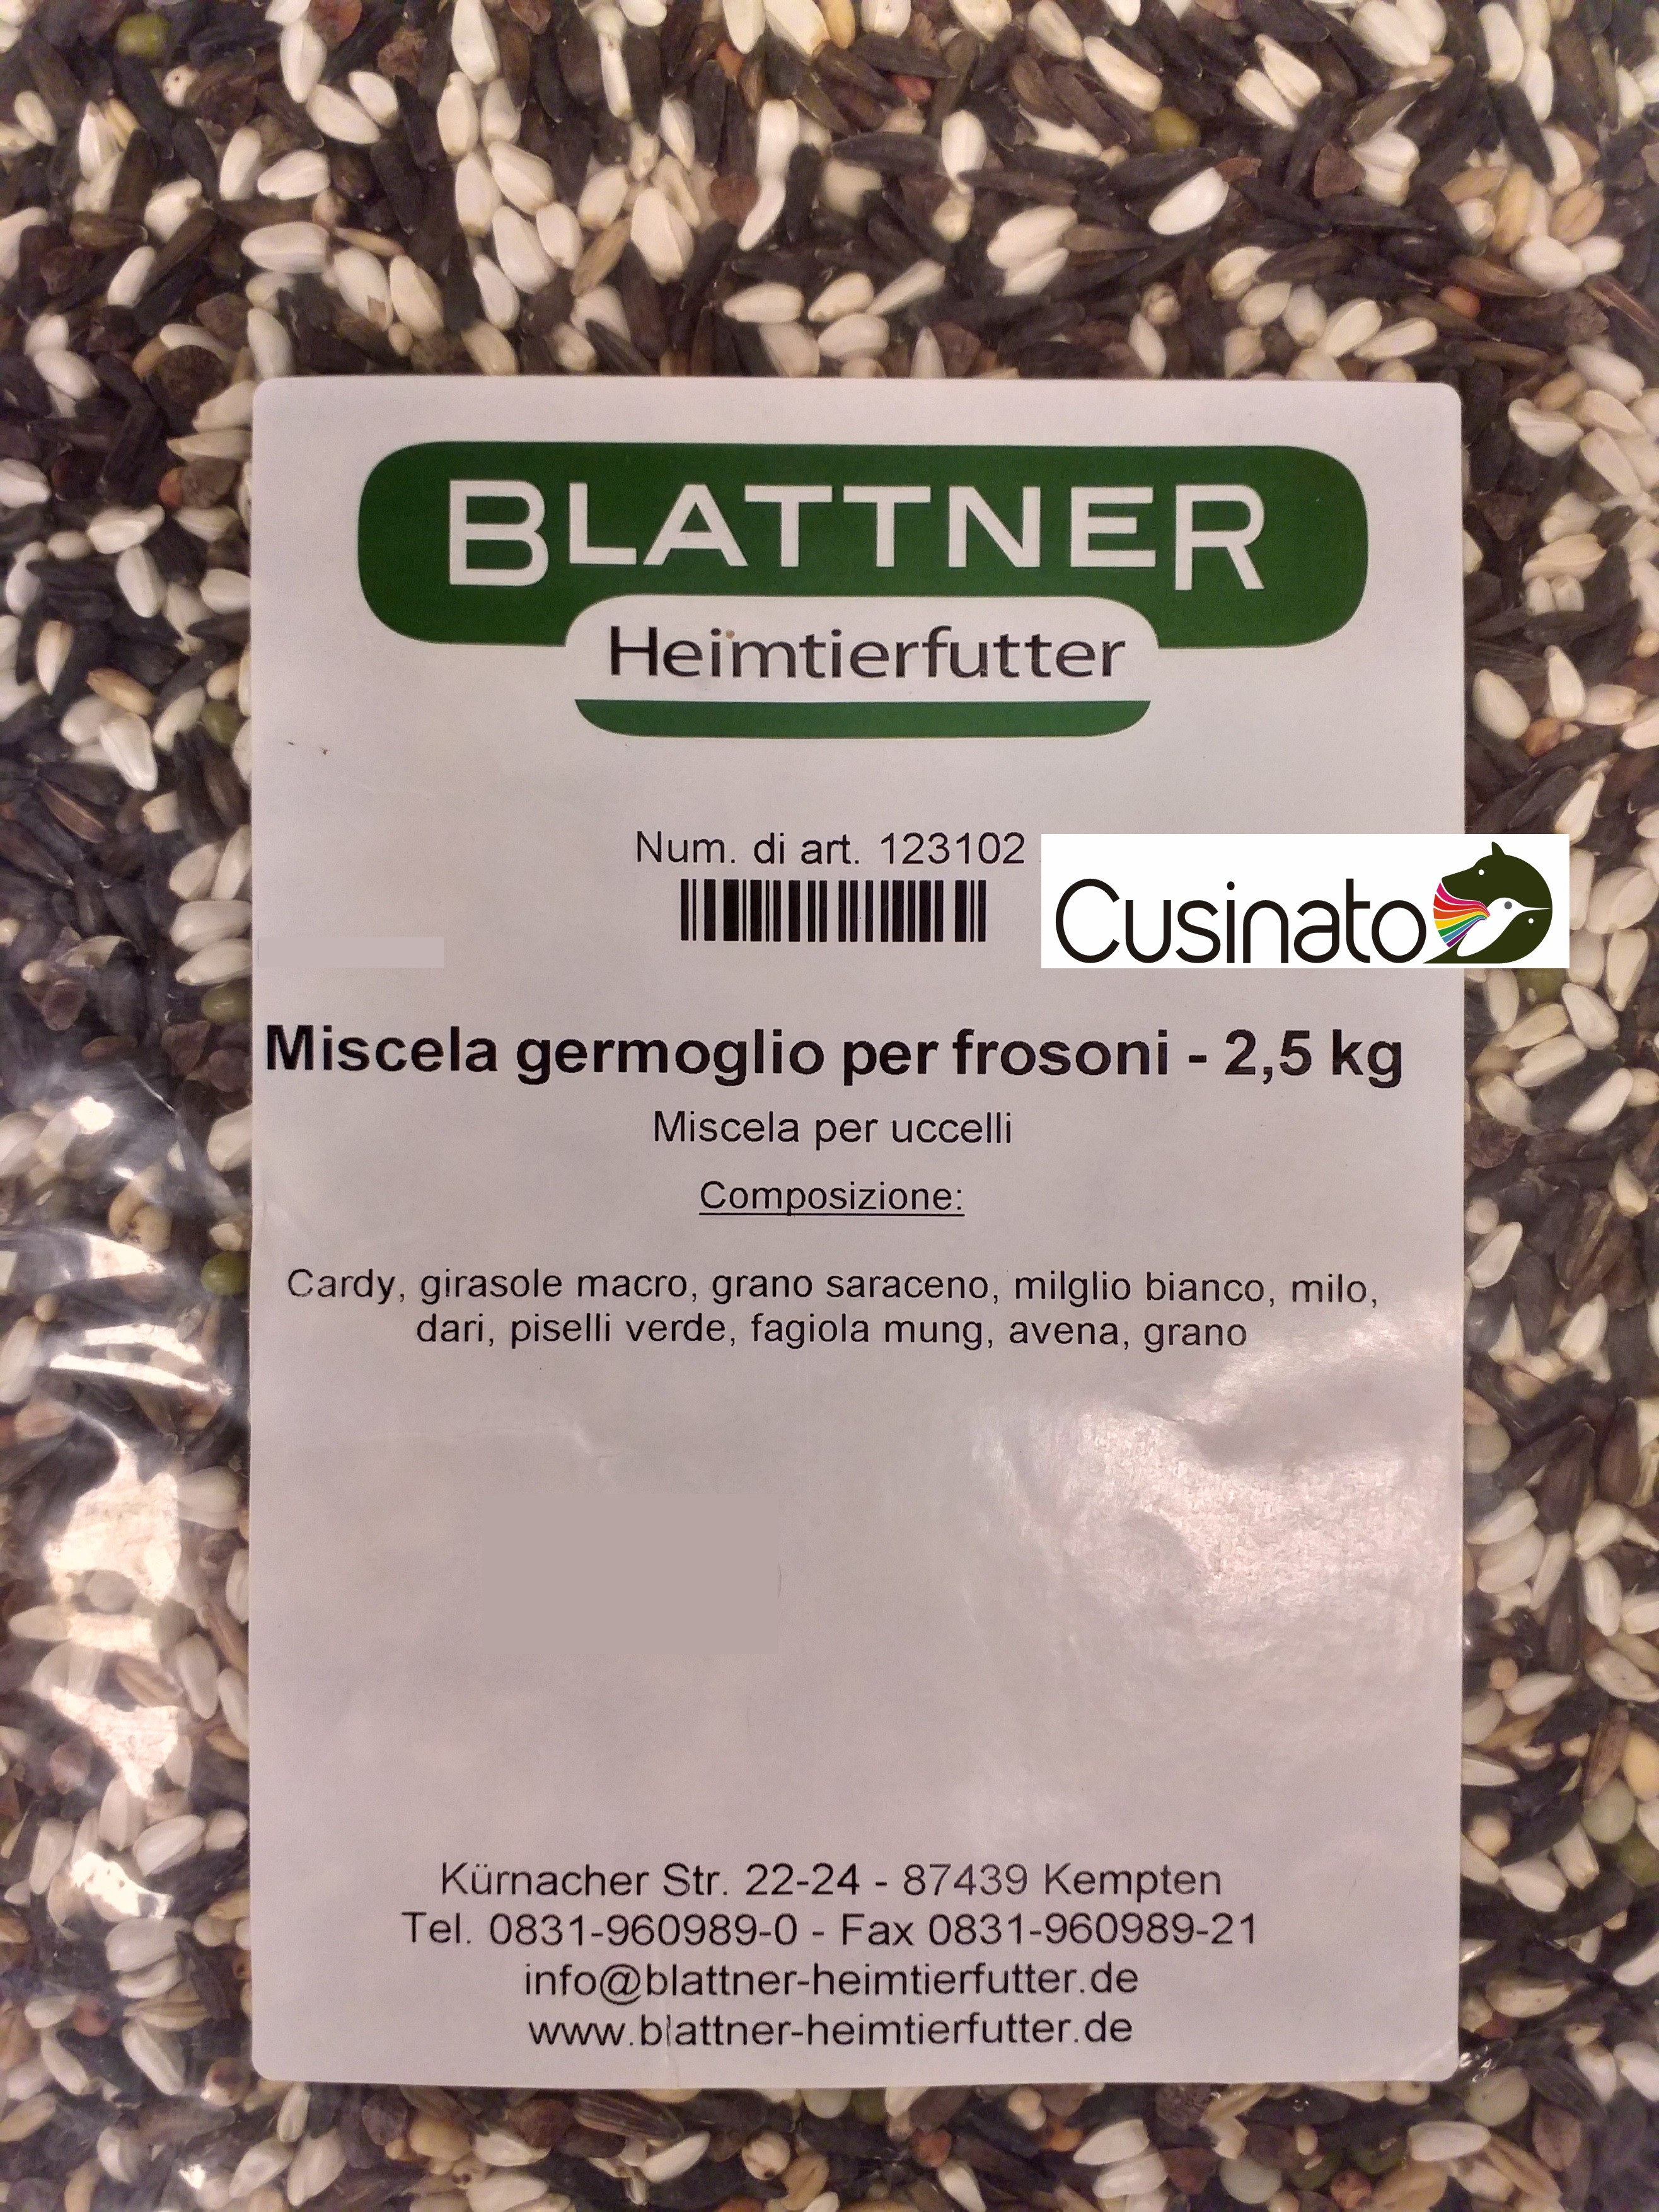 BLATTNER
Heimtierfutter
Num. di art. 123102
Cusinato
Miscela germoglio per frosoni - 2,5 kg
Miscela per uccelli
Composizione:
Cardy, girasole macro, grano saraceno, milglio bianco, milo,
dari, piselli verde, fagiola mung, avena, grano
Kürnacher Str. 22-24 - 87439 Kempten
Tel. 0831-960989-0 - Fax 0831-960989-21
info@blattner-heimtierfutter.de
www.blattner-heimtierfutter.de